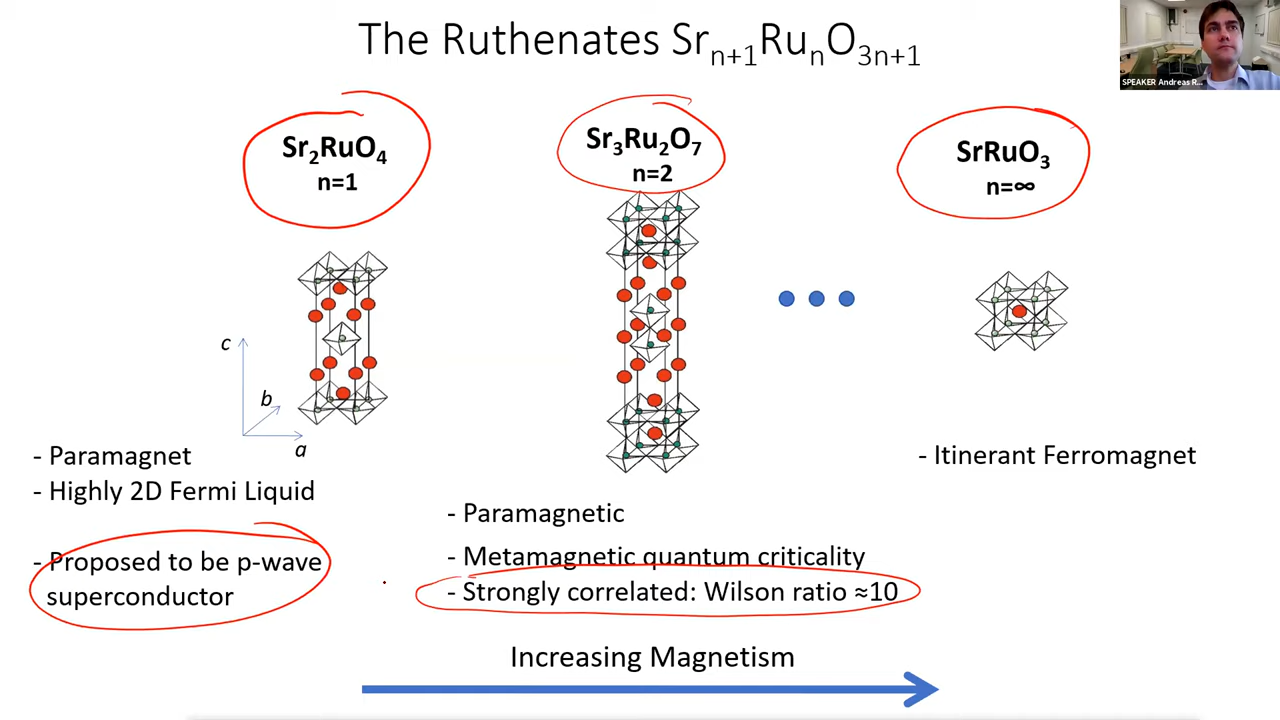 The Ruthenates Srn+1RunO3n+1
SPEAKER Andreas R...
Sr2RuO4
n=1
Sr3Ru2O7
n=2
SrRuO3
n=∞
c
b
a
- Paramagnet
- Highly 2D Fermi Liquid
- Proposed to be p-wave
superconductor
- Paramagnetic
- Metamagnetic quantum criticality
- Strongly correlated: Wilson ratio ≈10
- Itinerant Ferromagnet
Increasing Magnetism